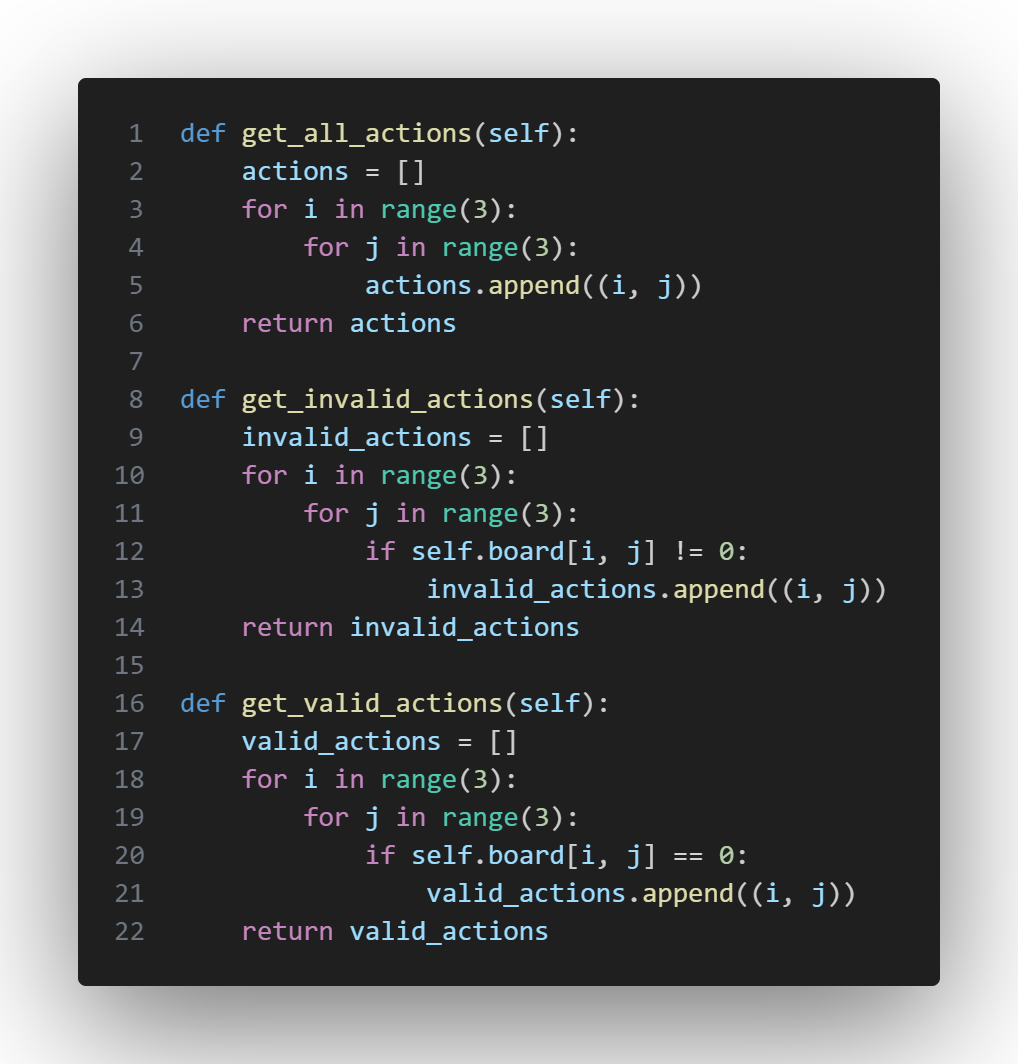 1 def get_all_actions(self):
2     actions = []
3     for i in range(3):
4         for j in range(3):
5             actions.append((i, j))
6     return actions
7
8 def get_invalid_actions(self):
9     invalid_actions = []
10     for i in range(3):
11         for j in range(3):
12             if self.board[i, j] != 0:
13                 invalid_actions.append((i, j))
14     return invalid_actions
15
16 def get_valid_actions(self):
17     valid_actions = []
18     for i in range(3):
19         for j in range(3):
20             if self.board[i, j] == 0:
21                 valid_actions.append((i, j))
22     return valid_actions